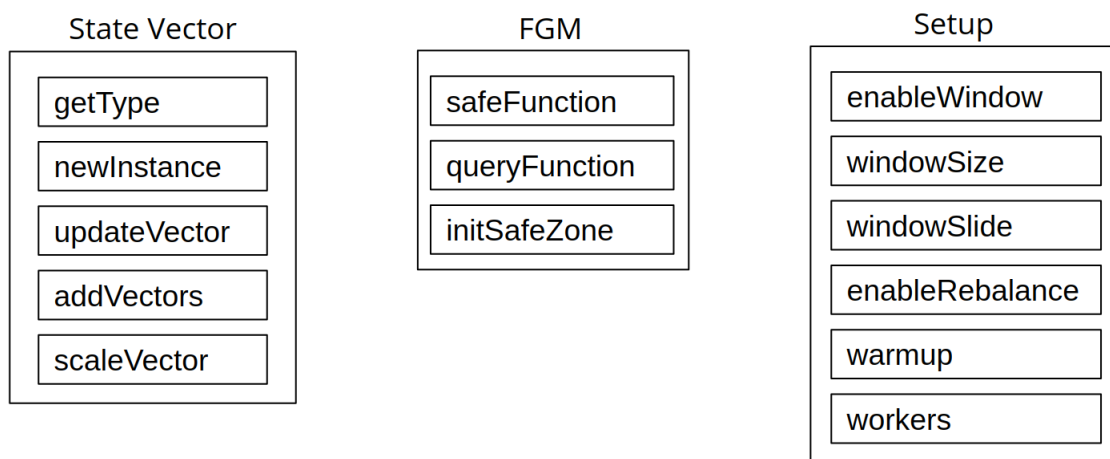 State Vector
getType
newInstance
updateVector
addVectors
scaleVector
FGM
safeFunction
queryFunction
initSafeZone
Setup
enableWindow
windowSize
windowSlide
enableRebalance
warmup
workers